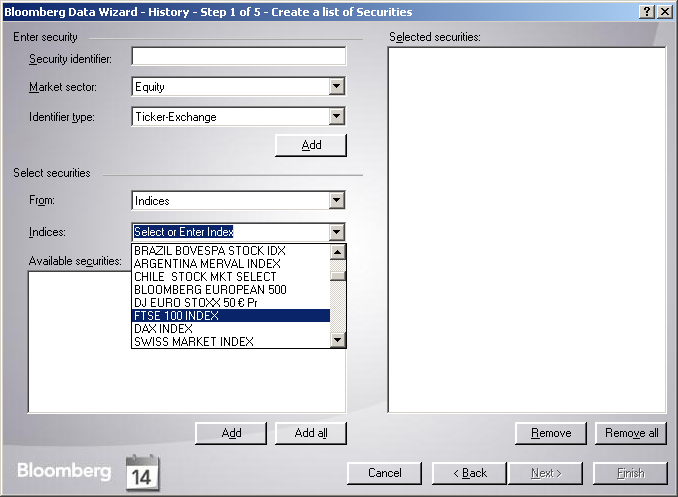 Bloomberg Data Wizard - History - Step 1 of 5 - Create a list of Securities
Enter security
Security identifier:
Market sector:
Equity
Identifier type:
Ticker-Exchange
Add
Select securities
From:
Indices
Indices:
Select or Enter Index
BRAZIL BOVESPA STOCK IDX
ARGENTINA MERVAL INDEX
CHILE STOCK MKT SELECT
BLOOMBERG EUROPEAN 500
DJ EURO STOXX 50 € Pr
FTSE 100 INDEX
DAX INDEX
SWISS MARKET INDEX
Available securities:
Add
Add all
Selected securities:
Remove
Remove all
Bloomberg
14
Cancel
< Back
Next >
Finish